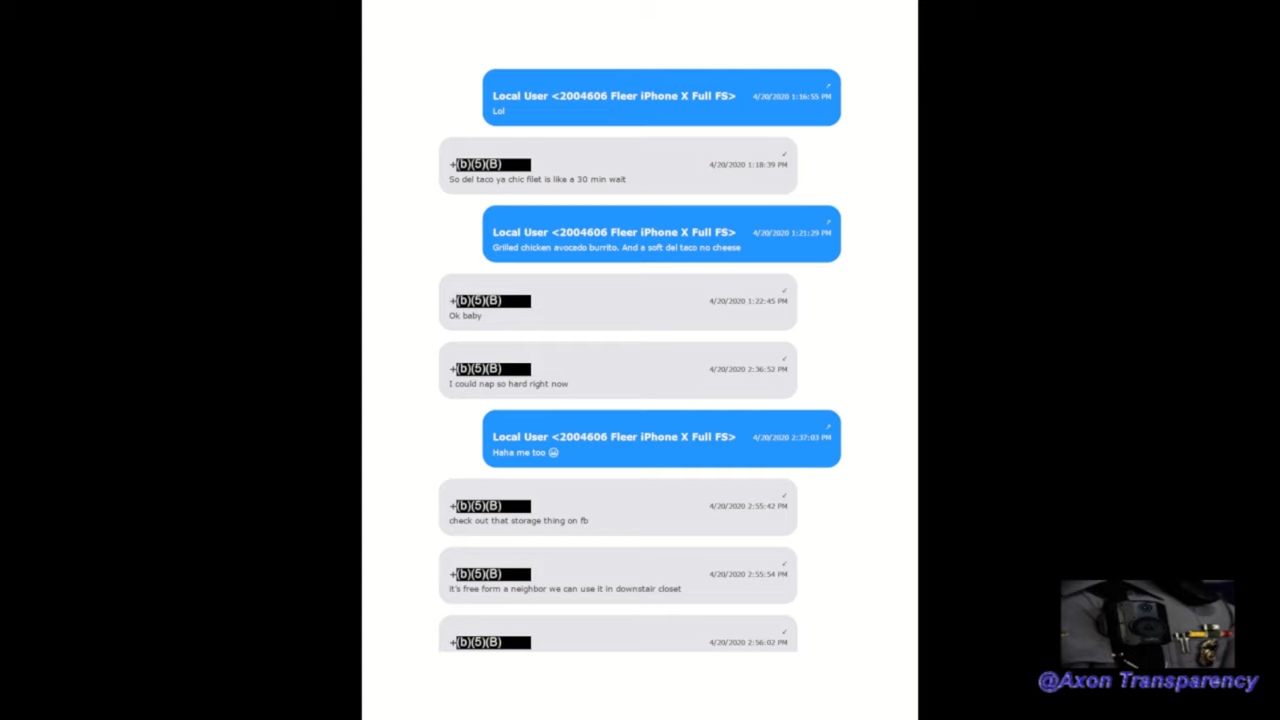 Local User <2004606 Fleer iPhone X Full FS> 4/20/2020 1:16:55 PM
Lol
+(b)(5)(B) 4/20/2020 1:18:39 PM
So del taco ya chic filet is like a 30 min wait
Local User <2004606 Fleer iPhone X Full FS> 4/20/2020 1:21:29 PM
Grilled chicken avocado burrito. And a soft del taco no cheese
+(b)(5)(B) 4/20/2020 1:22:45 PM
Ok baby
+(b)(5)(B) 4/20/2020 2:36:52 PM
I could nap so hard right now
Local User <2004606 Fleer iPhone X Full FS> 4/20/2020 2:37:03 PM
Haha me too 😩
+(b)(5)(B) 4/20/2020 2:55:42 PM
check out that storage thing on fb
+(b)(5)(B) 4/20/2020 2:55:54 PM
it's free form a neighbor we can use it in downstair closet
+(b)(5)(B) 4/20/2020 2:56:02 PM
@Axon Transparency